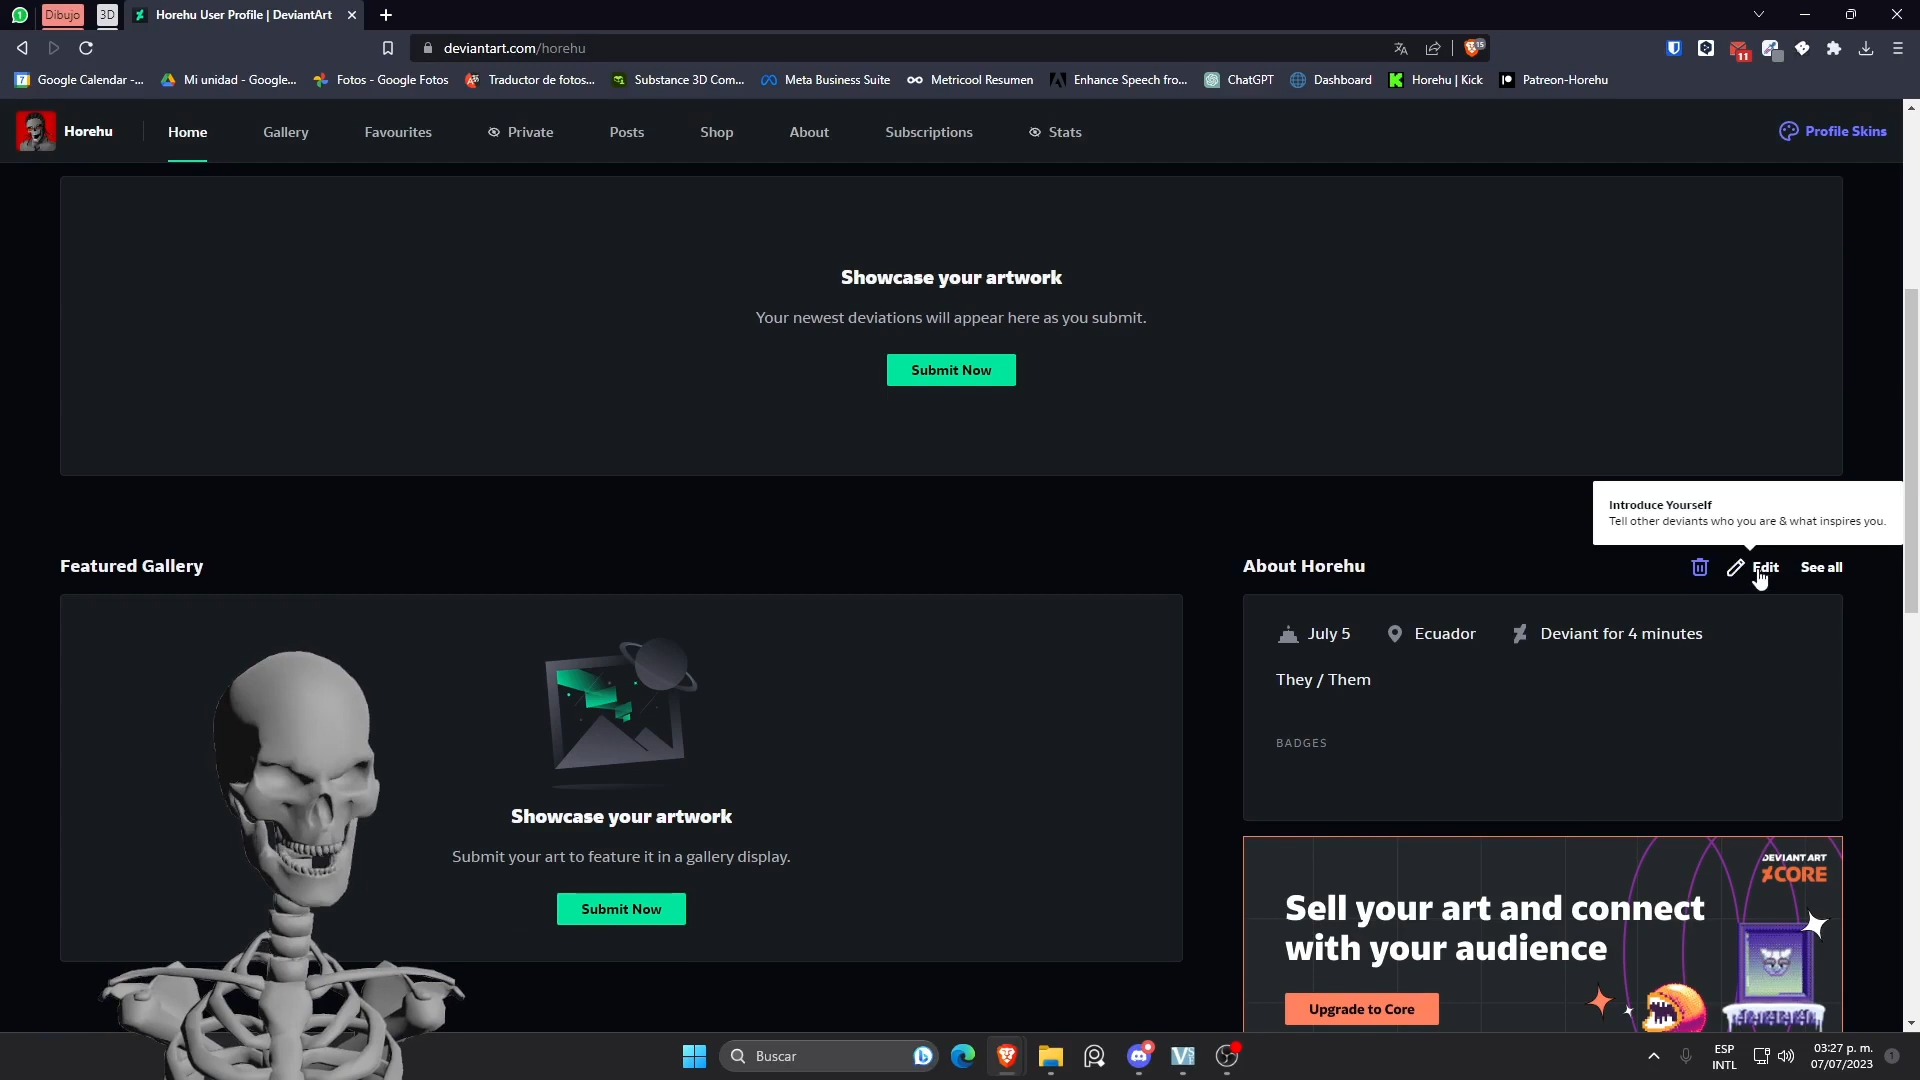 Dibujo
3D
Horehu User Profile | DeviantArt
deviantart.com/horehu
15
11
7
Google Calendar -...
Mi unidad - Google...
Fotos - Google Fotos
Traductor de fotos...
Substance 3D Com...
Meta Business Suite
Metricool Resumen
Enhance Speech fro...
ChatGPT
Dashboard
Horehu | Kick
Patreon-Horehu
Horehu
Home
Gallery
Favourites
Private
Posts
Shop
About
Subscriptions
Stats
Profile Skins
Showcase your artwork
Your newest deviations will appear here as you submit.
Submit Now
Introduce Yourself
Tell other deviants who you are & what inspires you.
Featured Gallery
About Horehu
Edit
See all
July 5
Ecuador
Deviant for 4 minutes
They / Them
BADGES
Showcase your artwork
Submit your art to feature it in a gallery display.
Submit Now
DEVIANT ART
CORE
Sell your art and connect
with your audience
Upgrade to Core
Buscar
ESP
INTL
03:27 p. m.
07/07/2023
1